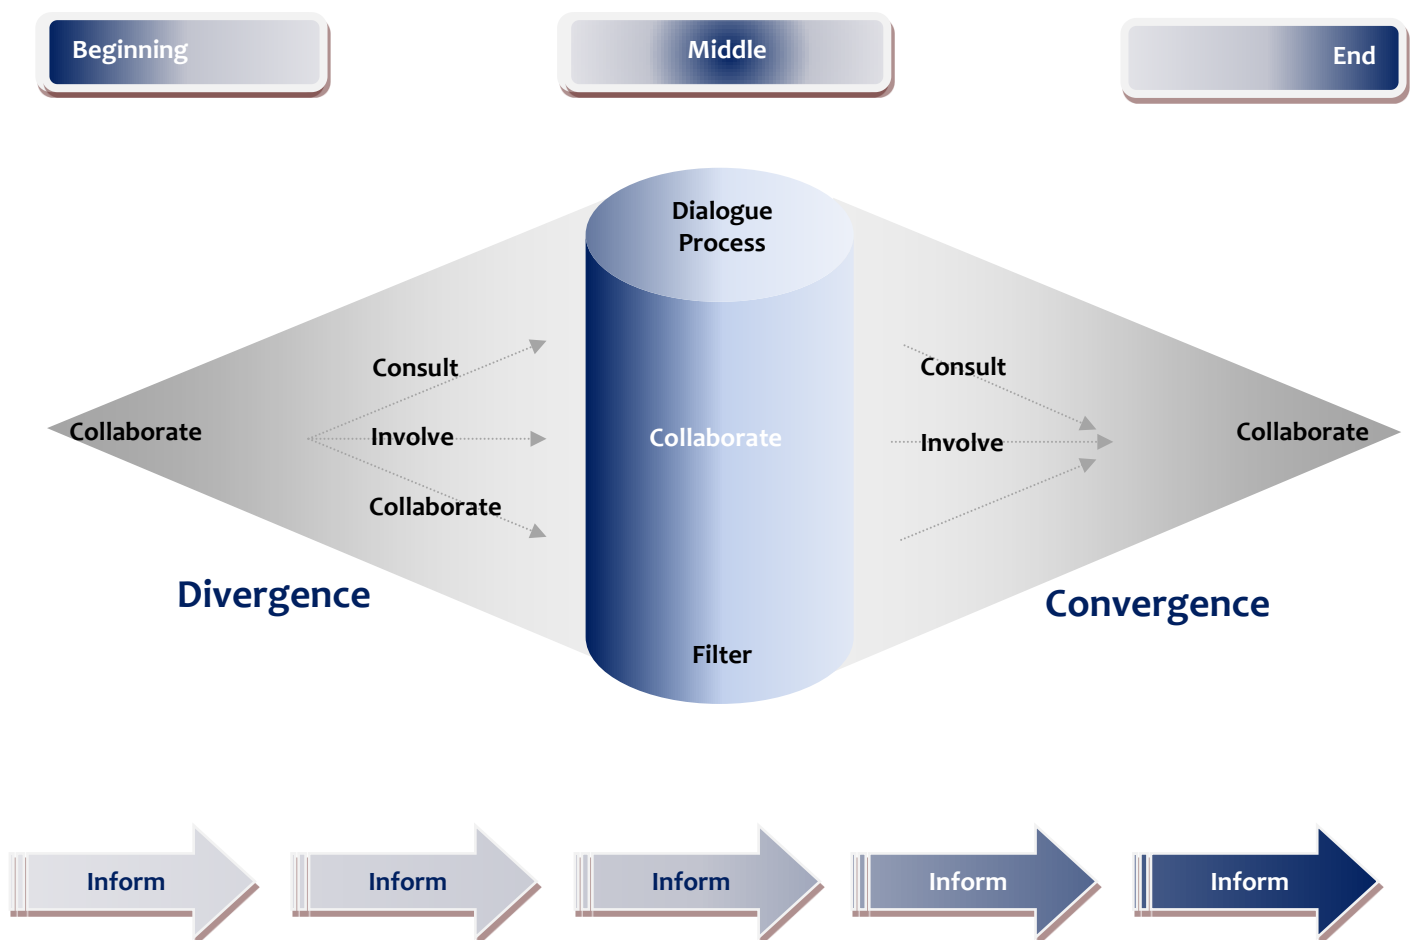 Beginning
Middle
End
Dialogue
Process
Consult
Involve
Collaborate
Collaborate
Collaborate
Consult
Involve
Collaborate
Divergence
Convergence
Filter
Inform
Inform
Inform
Inform
Inform